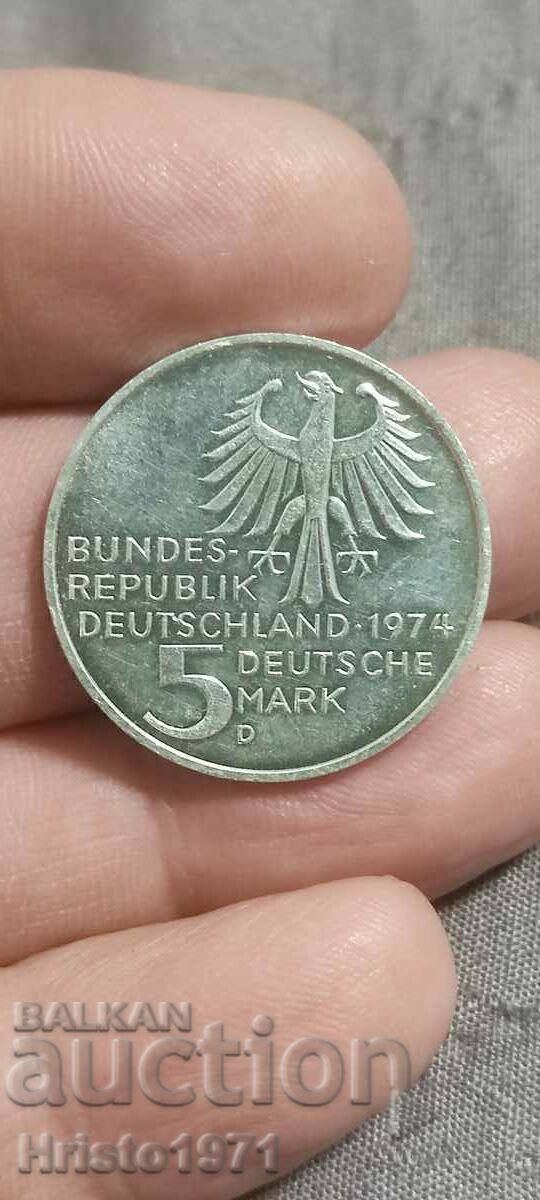 BUNDES-
REPUBLIK
DEUTSCHLAND·1974
5 DEUTSCHE
MARK
D
BALKAN
auction
Hristo1971